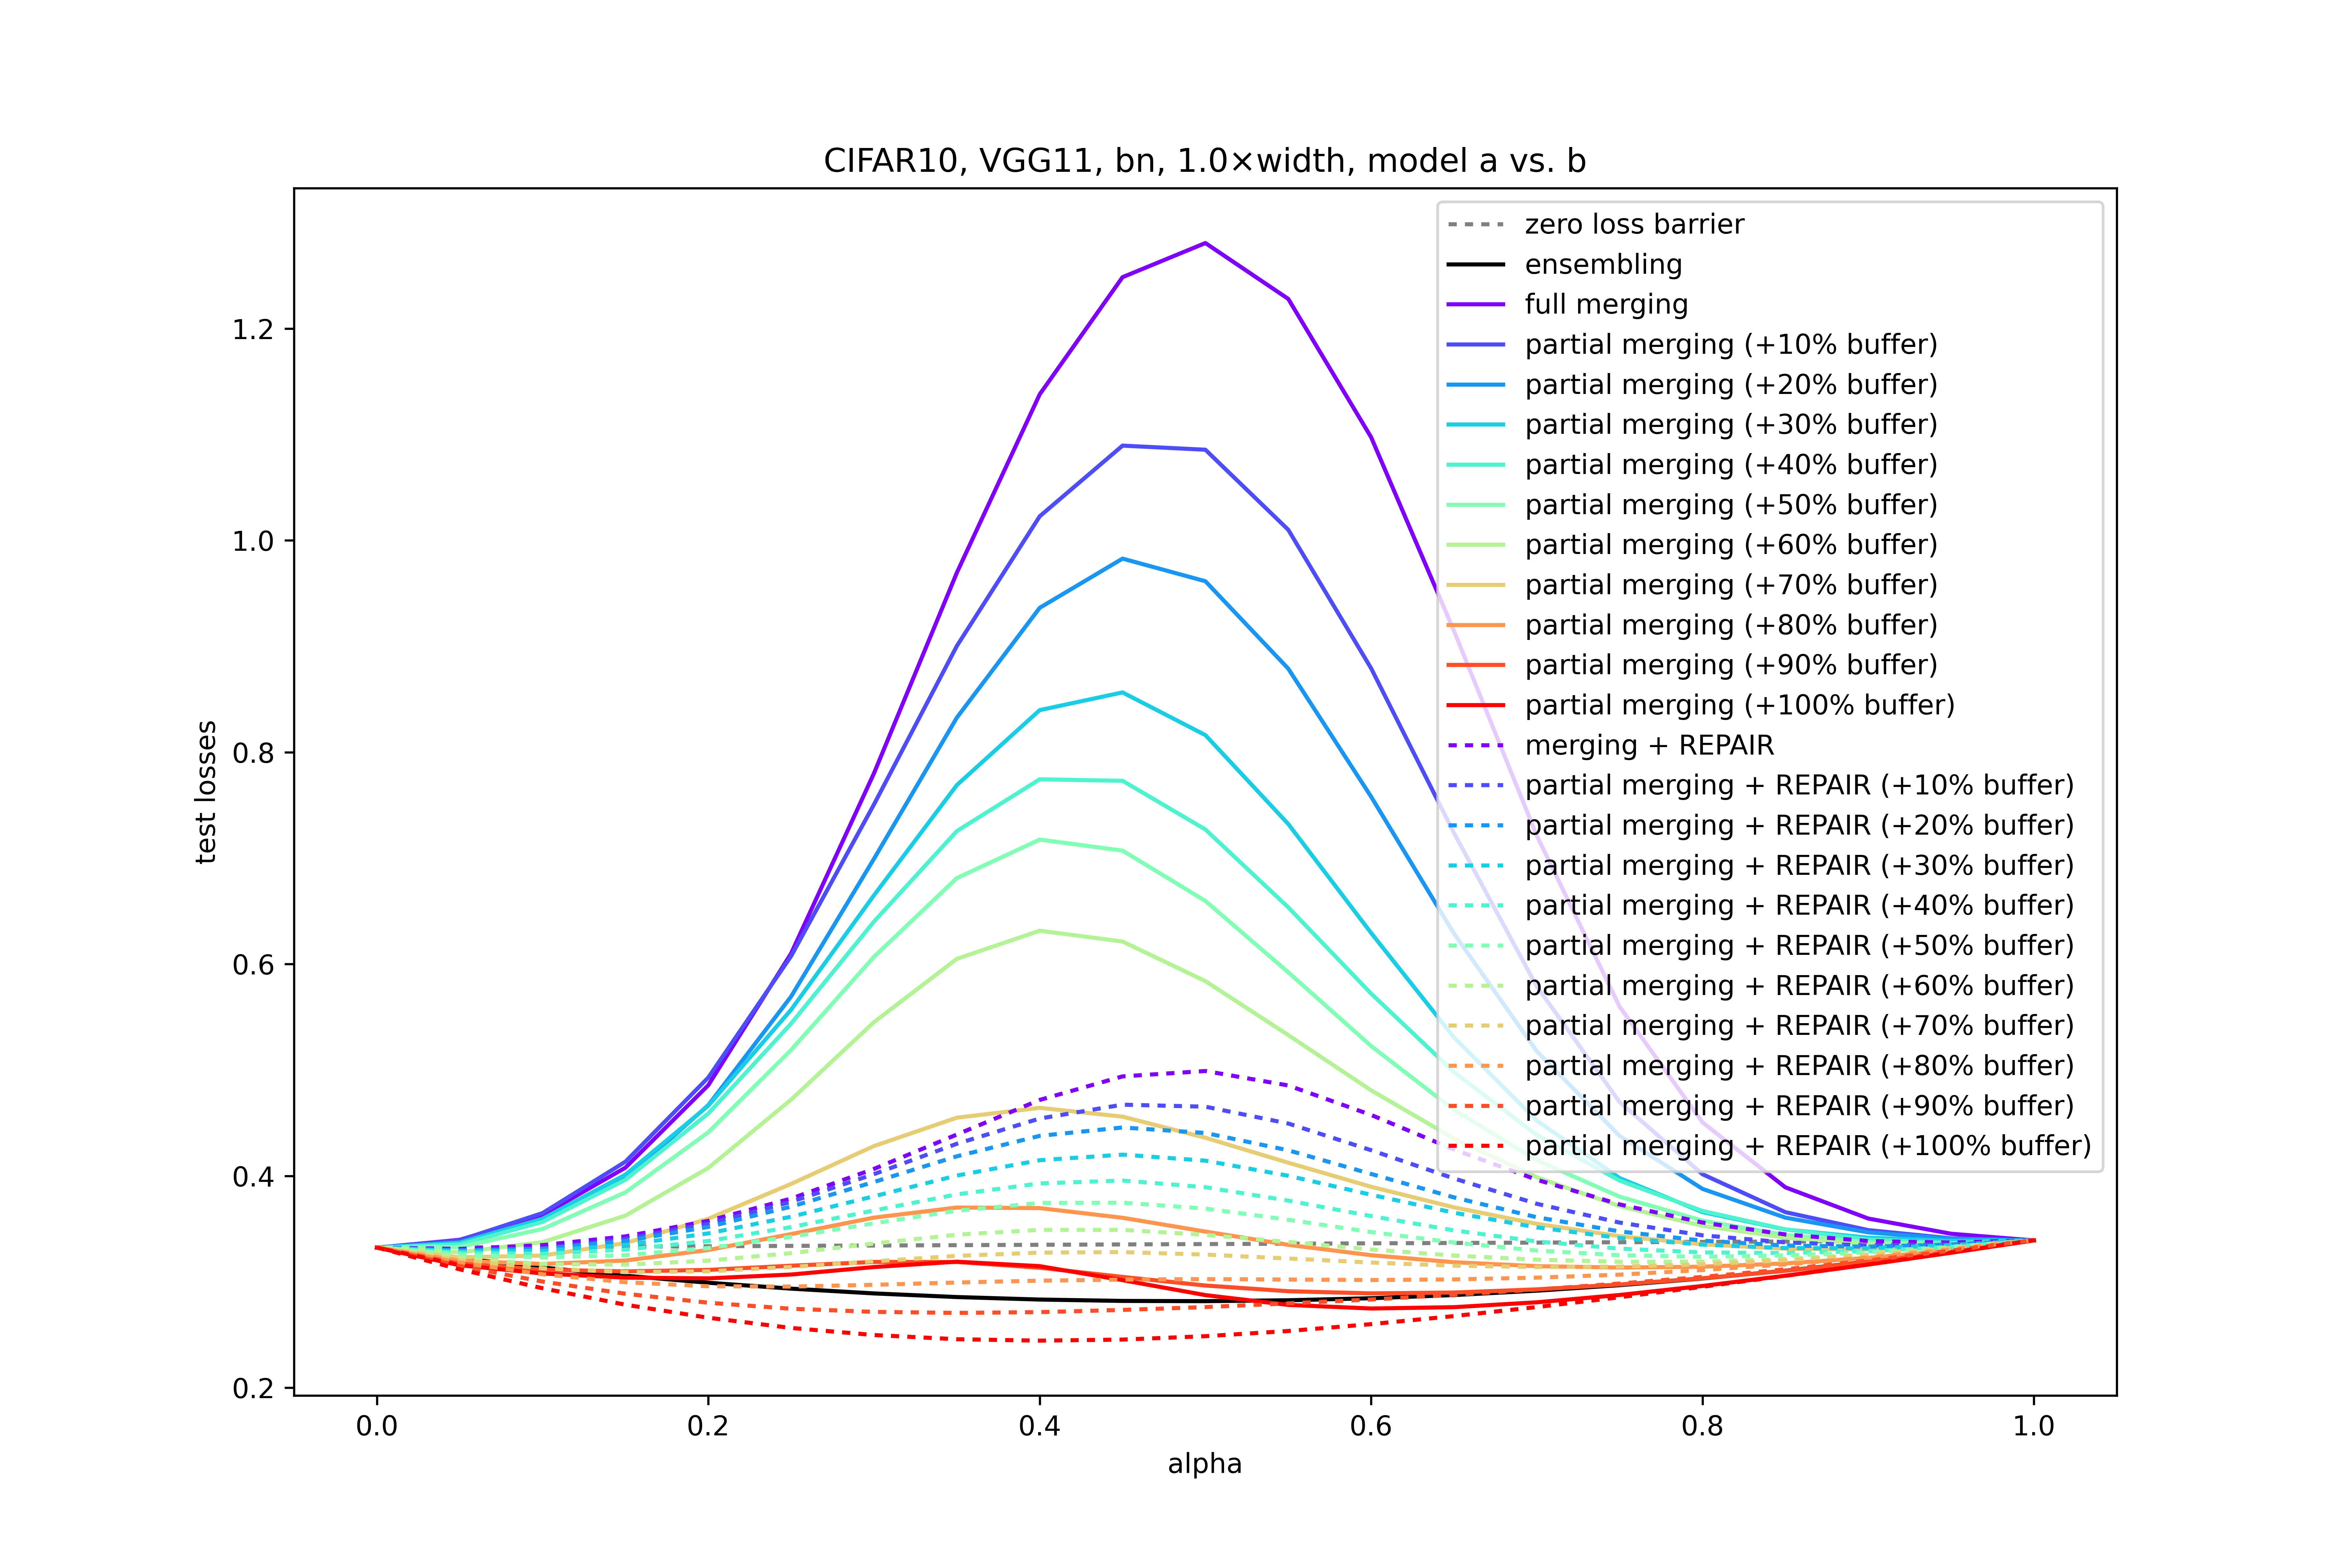 CIFAR10, VGG11, bn, 1.0×width, model a vs. b
zero loss barrier
ensembling
full merging
partial merging (+10% buffer)
partial merging (+20% buffer)
partial merging (+30% buffer)
partial merging (+40% buffer)
partial merging (+50% buffer)
partial merging (+60% buffer)
partial merging (+70% buffer)
partial merging (+80% buffer)
partial merging (+90% buffer)
partial merging (+100% buffer)
merging + REPAIR
partial merging + REPAIR (+10% buffer)
partial merging + REPAIR (+20% buffer)
partial merging + REPAIR (+30% buffer)
partial merging + REPAIR (+40% buffer)
partial merging + REPAIR (+50% buffer)
partial merging + REPAIR (+60% buffer)
partial merging + REPAIR (+70% buffer)
partial merging + REPAIR (+80% buffer)
partial merging + REPAIR (+90% buffer)
partial merging + REPAIR (+100% buffer)
test losses
1.2
1.0
0.8
0.6
0.4
0.2
0.0 0.2 0.4 0.6 0.8 1.0
alpha